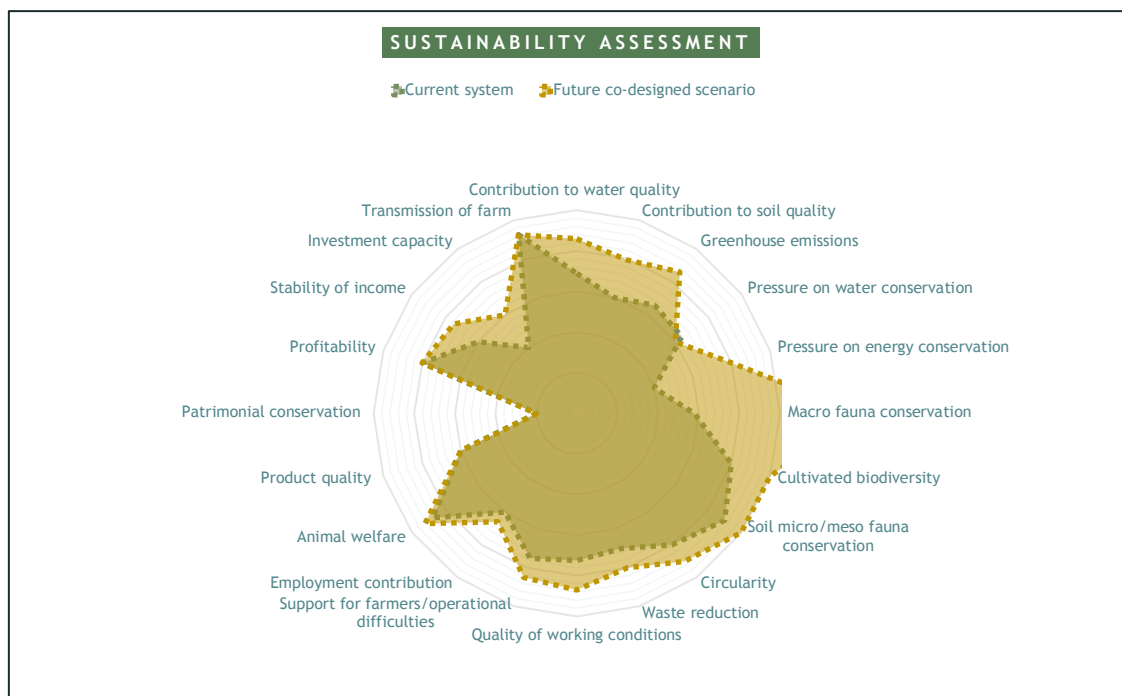 SUSTAINABILITY ASSESSMENT
Current system
Future co-designed scenario
Contribution to water quality
Contribution to soil quality
Greenhouse emissions
Pressure on water conservation
Pressure on energy conservation
Macro fauna conservation
Cultivated biodiversity
Soil micro/meso fauna
conservation
Circularity
Waste reduction
Quality of working conditions
Support for farmers/operational
difficulties
Employment contribution
Animal welfare
Product quality
Patrimonial conservation
Profitability
Stability of income
Investment capacity
Transmission of farm